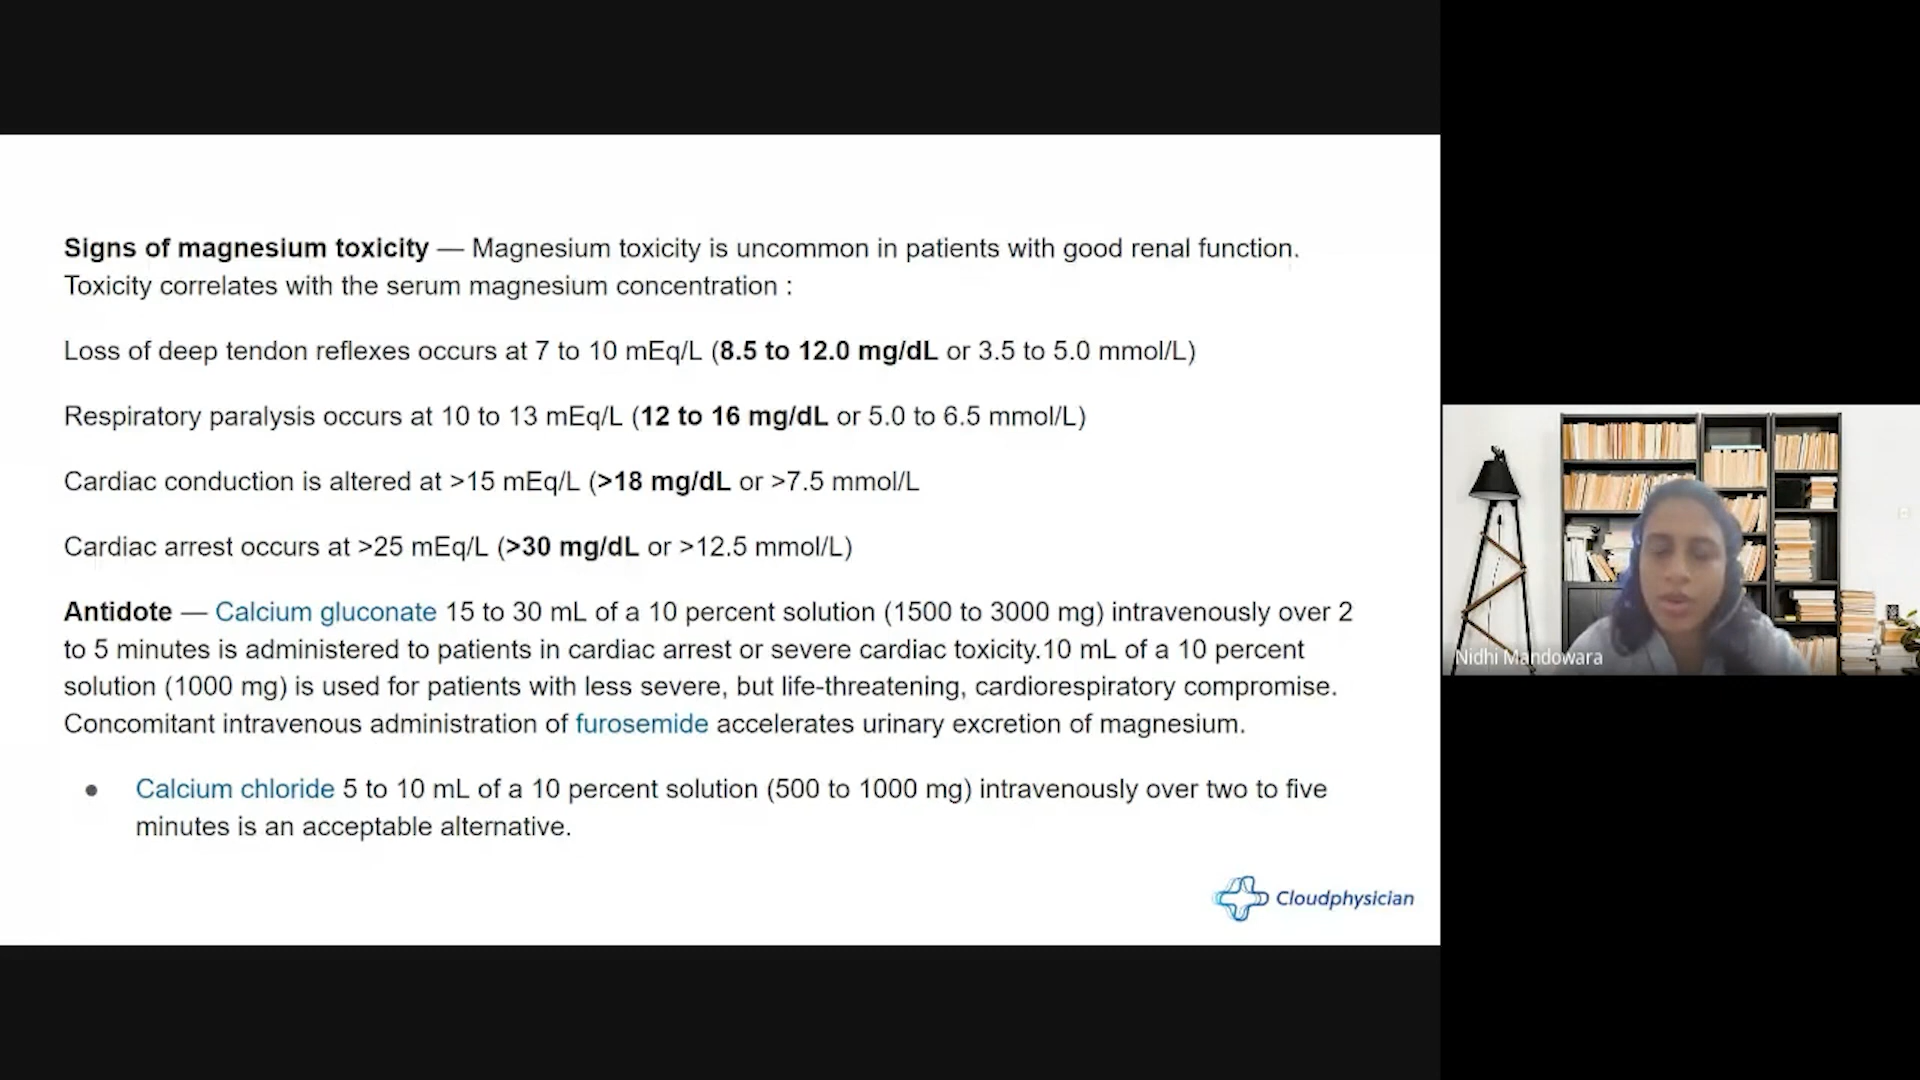 Signs of magnesium toxicity — Magnesium toxicity is uncommon in patients with good renal function.
Toxicity correlates with the serum magnesium concentration :
Loss of deep tendon reflexes occurs at 7 to 10 mEq/L (8.5 to 12.0 mg/dL or 3.5 to 5.0 mmol/L)
Respiratory paralysis occurs at 10 to 13 mEq/L (12 to 16 mg/dL or 5.0 to 6.5 mmol/L)
Cardiac conduction is altered at >15 mEq/L (>18 mg/dL or >7.5 mmol/L
Cardiac arrest occurs at >25 mEq/L (>30 mg/dL or >12.5 mmol/L)
Antidote — Calcium gluconate 15 to 30 mL of a 10 percent solution (1500 to 3000 mg) intravenously over 2
to 5 minutes is administered to patients in cardiac arrest or severe cardiac toxicity.10 mL of a 10 percent
solution (1000 mg) is used for patients with less severe, but life-threatening, cardiorespiratory compromise.
Concomitant intravenous administration of furosemide accelerates urinary excretion of magnesium.
● Calcium chloride 5 to 10 mL of a 10 percent solution (500 to 1000 mg) intravenously over two to five
minutes is an acceptable alternative.
Cloudphysician
Nidhi Mandowara